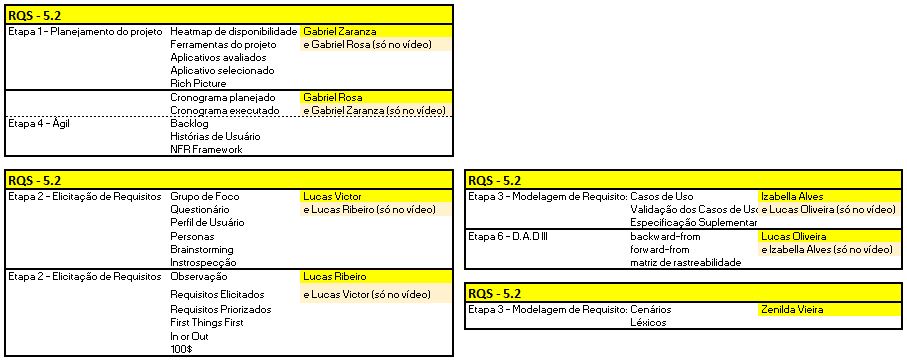 RQS - 5.2
Etapa 1 - Planejamento do projeto Heatmap de disponibilidade Gabriel Zaranza
Ferramentas do projeto e Gabriel Rosa (só no vídeo)
Aplicativos avaliados
Aplicativo selecionado
Rich Picture
Cronograma planejado Gabriel Rosa
Cronograma executado e Gabriel Zaranza (só no vídeo)
Etapa 4 - Ágil Backlog
Histórias de Usuário
NFR Framework
RQS - 5.2
Etapa 2 - Elicitação de Requisitos Grupo de Foco Lucas Victor
Questionário e Lucas Ribeiro (só no vídeo)
Perfil de Usuário
Personas
Brainstorming
Instrospecção
Etapa 2 - Elicitação de Requisitos Observação Lucas Ribeiro
Requisitos Elicitados e Lucas Victor (só no vídeo)
Requisitos Priorizados
First Things First
In or Out
100$
RQS - 5.2
Etapa 3 - Modelagem de Requisito: Casos de Uso Izabella Alves
Validação dos Casos de Uso e Lucas Oliveira (só no vídeo)
Especificação Suplementar
Etapa 6 - D.A.D III backward-from Lucas Oliveira
forward-from e Izabella Alves (só no vídeo)
matriz de rastreabilidade
RQS - 5.2
Etapa 3 - Modelagem de Requisito: Cenários Zenilda Vieira
Léxicos